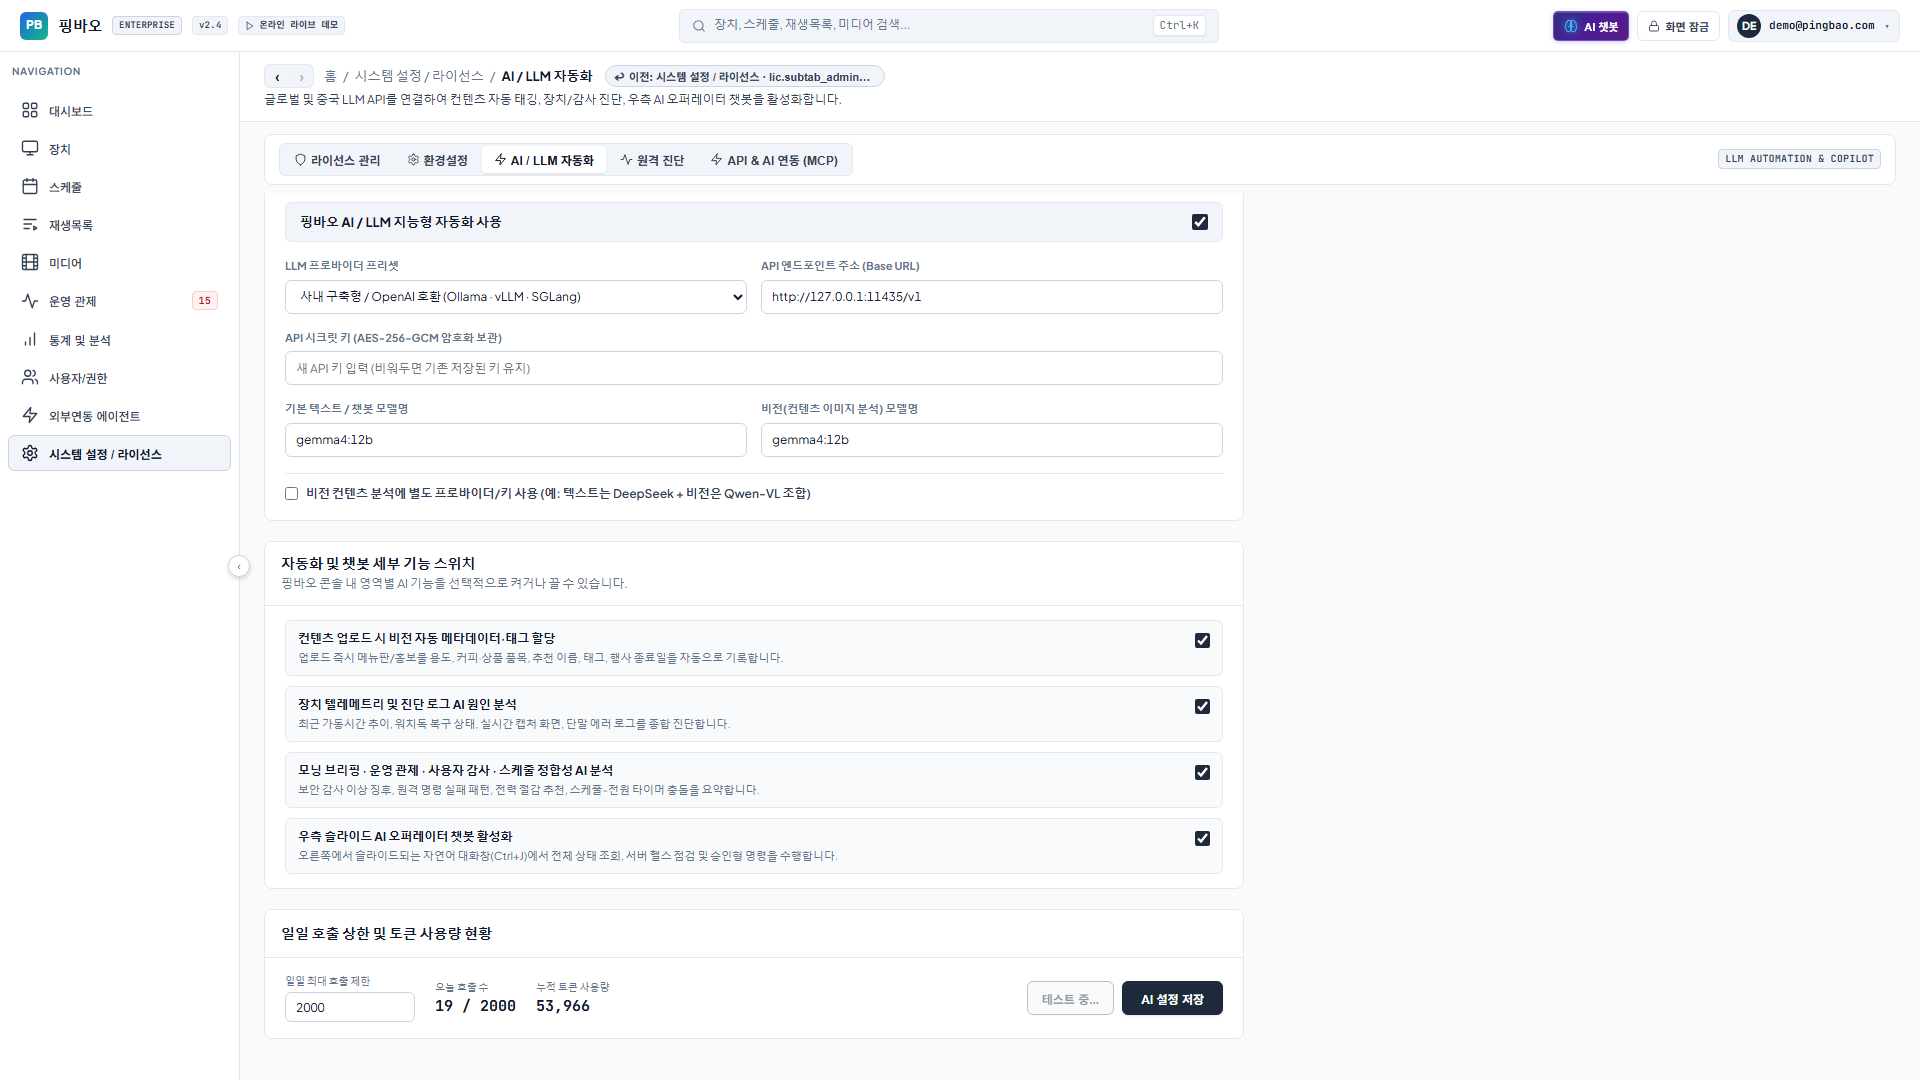 PB 핑바오 ENTERPRISE v2.4 온라인 라이브 데모
장치, 스케줄, 재생목록, 미디어 검색... Ctrl+K
AI 챗봇 화면 잠금 DE demo@pingbao.com
NAVIGATION
대시보드
장치
스케줄
재생목록
미디어
운영 관제 15
통계 및 분석
사용자/권한
외부연동 에이전트
시스템 설정 / 라이선스
홈 / 시스템 설정 / 라이선스 / AI / LLM 자동화 ↩ 이전: 시스템 설정 / 라이선스 · lic.subtab_admin...
글로벌 및 중국 LLM API를 연결하여 컨텐츠 자동 태깅, 장치/감사 진단, 우측 AI 오퍼레이터 챗봇을 활성화합니다.
라이선스 관리 환경설정 AI / LLM 자동화 원격 진단 API & AI 연동 (MCP)
LLM AUTOMATION & COPILOT
핑바오 AI / LLM 지능형 자동화 사용
LLM 프로바이더 프리셋
사내 구축형 / OpenAI 호환 (Ollama · vLLM · SGLang)
API 엔드포인트 주소 (Base URL)
http://127.0.0.1:11435/v1
API 시크릿 키 (AES-256-GCM 암호화 보관)
새 API 키 입력 (비워두면 기존 저장된 키 유지)
기본 텍스트 / 챗봇 모델명
gemma4:12b
비전(컨텐츠 이미지 분석) 모델명
gemma4:12b
비전 컨텐츠 분석에 별도 프로바이더/키 사용 (예: 텍스트는 DeepSeek + 비전은 Qwen-VL 조합)
자동화 및 챗봇 세부 기능 스위치
핑바오 콘솔 내 영역별 AI 기능을 선택적으로 켜거나 끌 수 있습니다.
컨텐츠 업로드 시 비전 자동 메타데이터·태그 할당
업로드 즉시 메뉴판/홍보물 용도, 커피·상품 품목, 추천 이름, 태그, 행사 종료일을 자동으로 기록합니다.
장치 텔레메트리 및 진단 로그 AI 원인 분석
최근 가동시간 추이, 워치독 복구 상태, 실시간 캡처 화면, 단말 에러 로그를 종합 진단합니다.
모닝 브리핑 · 운영 관제 · 사용자 감사 · 스케줄 정합성 AI 분석
보안 감사 이상 징후, 원격 명령 실패 패턴, 전력 절감 추천, 스케줄-전원 타이머 충돌을 요약합니다.
우측 슬라이드 AI 오퍼레이터 챗봇 활성화
오른쪽에서 슬라이드되는 자연어 대화창(Ctrl+J)에서 전체 상태 조회, 서버 헬스 점검 및 승인형 명령을 수행합니다.
일일 호출 상한 및 토큰 사용량 현황
일일 최대 호출 제한
2000
오늘 호출 수
19 / 2000
누적 토큰 사용량
53,966
테스트 중... AI 설정 저장